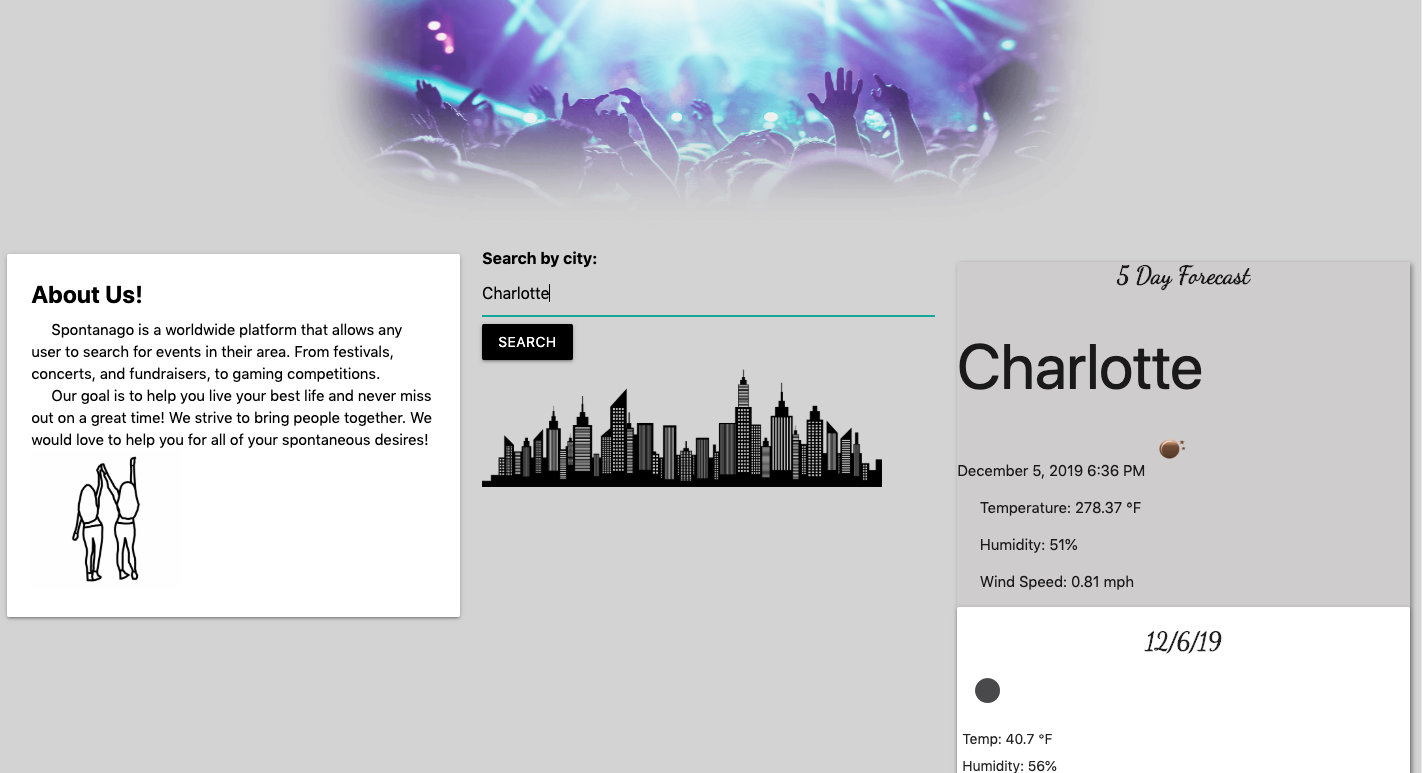 About Us!
Spontanago is a worldwide platform that allows any
user to search for events in their area. From festivals,
concerts, and fundraisers, to gaming competitions.
Our goal is to help you live your best life and never miss
out on a great time! We strive to bring people together. We
would love to help you for all of your spontaneous desires!
Search by city:
Charlotte
SEARCH
5 Day Forecast
Charlotte
December 5, 2019 6:36 PM
Temperature: 278.37 °F
Humidity: 51%
Wind Speed: 0.81 mph
12/6/19
Temp: 40.7 °F
Humidity: 56%